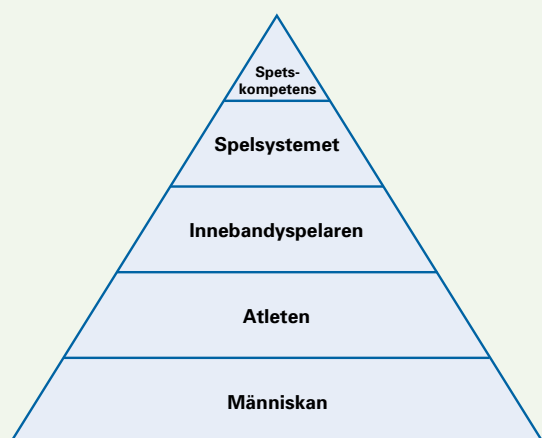 Spets-
kompetens
Spelsystemet
Innebandyspelaren
Atleten
Människan